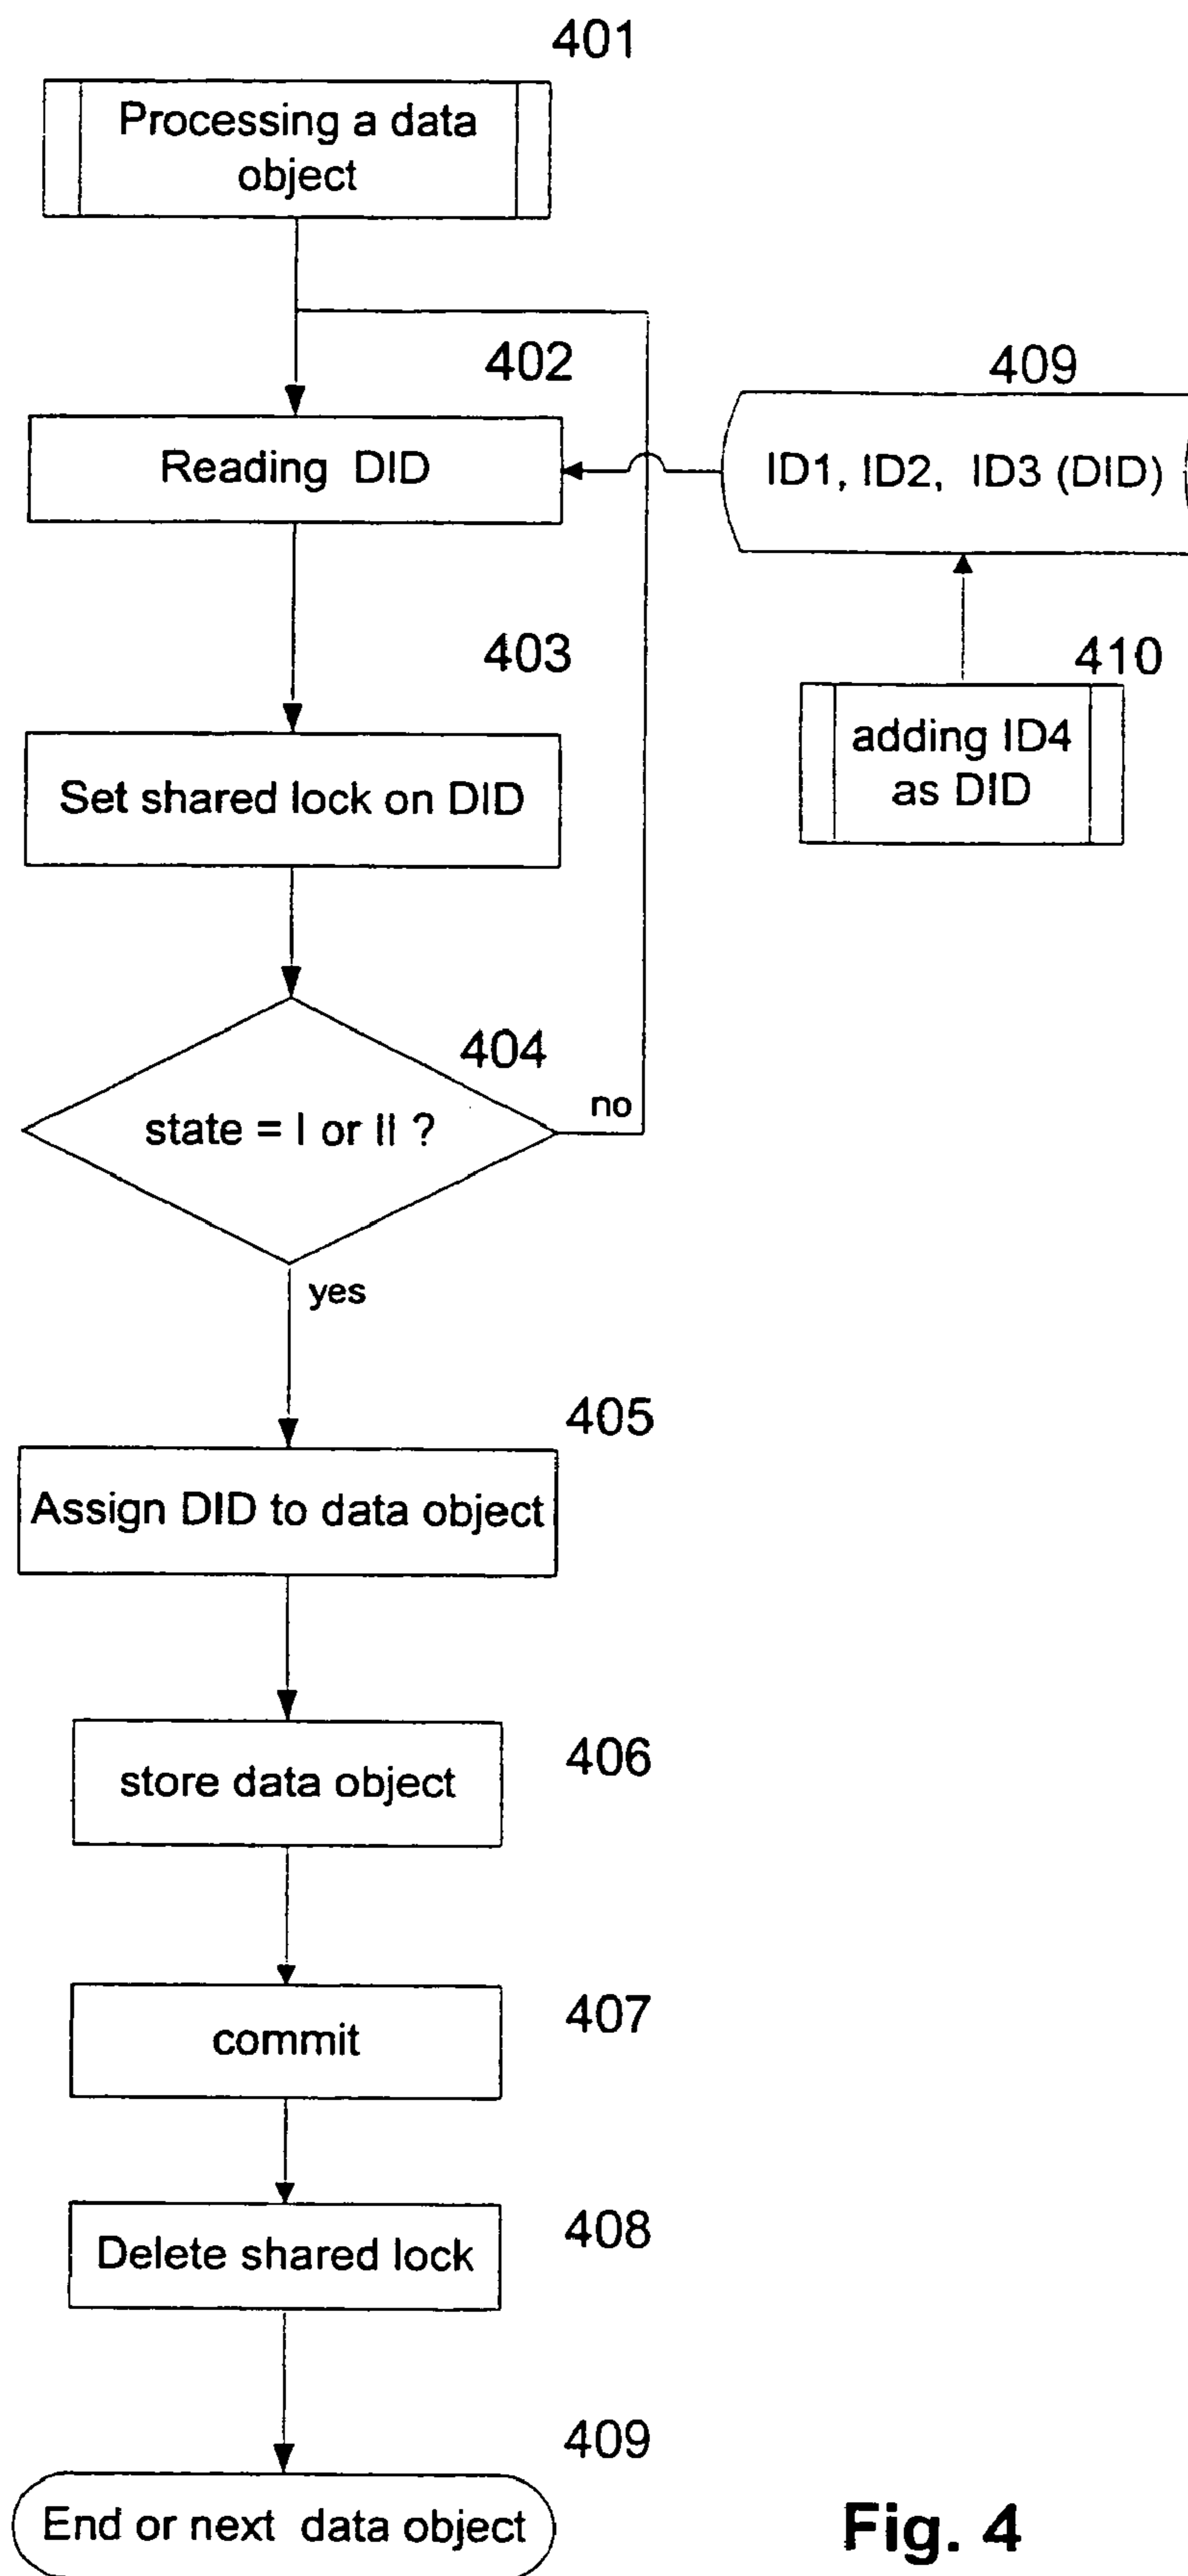 401
Processing a data
object
402
409
Reading DID
ID1, ID2, ID3 (DID)
403
410
adding ID4
as DID
Set shared lock on DID
404
state = I or II ?
no
yes
405
Assign DID to data object
406
store data object
407
commit
408
Delete shared lock
409
End or next data object
Fig. 4